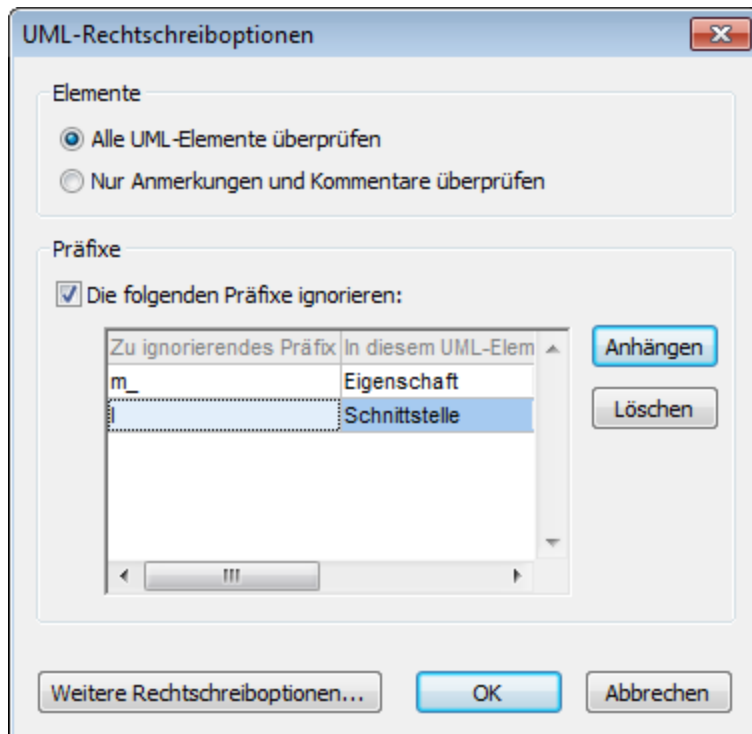 UML-Rechtschreiboptionen
Elemente
Alle UML-Elemente überprüfen
Nur Anmerkungen und Kommentare überprüfen
Präfixe
Die folgenden Präfixe ignorieren:
Zu ignorierendes Präfix In diesem UML-Elem
m_ Eigenschaft
I Schnittstelle
Anhängen
Löschen
Weitere Rechtschreiboptionen... OK Abbrechen